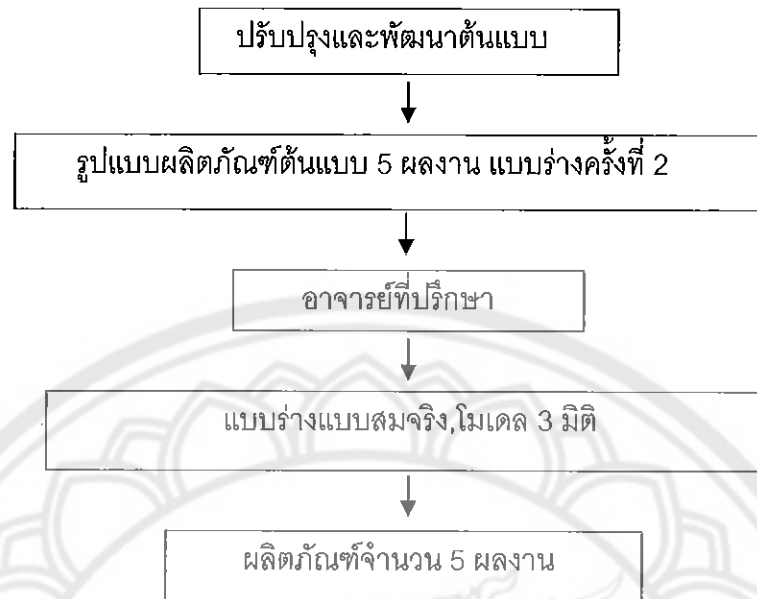 ปรับปรุงและพัฒนาต้นแบบ
รูปแบบผลิตภัณฑ์ต้นแบบ 5 ผลงาน แบบร่างครั้งที่ 2
อาจารย์ที่ปรึกษา
แบบร่างแบบสมจริง,โมเดล 3 มิติ
ผลิตภัณฑ์จำนวน 5 ผลงาน